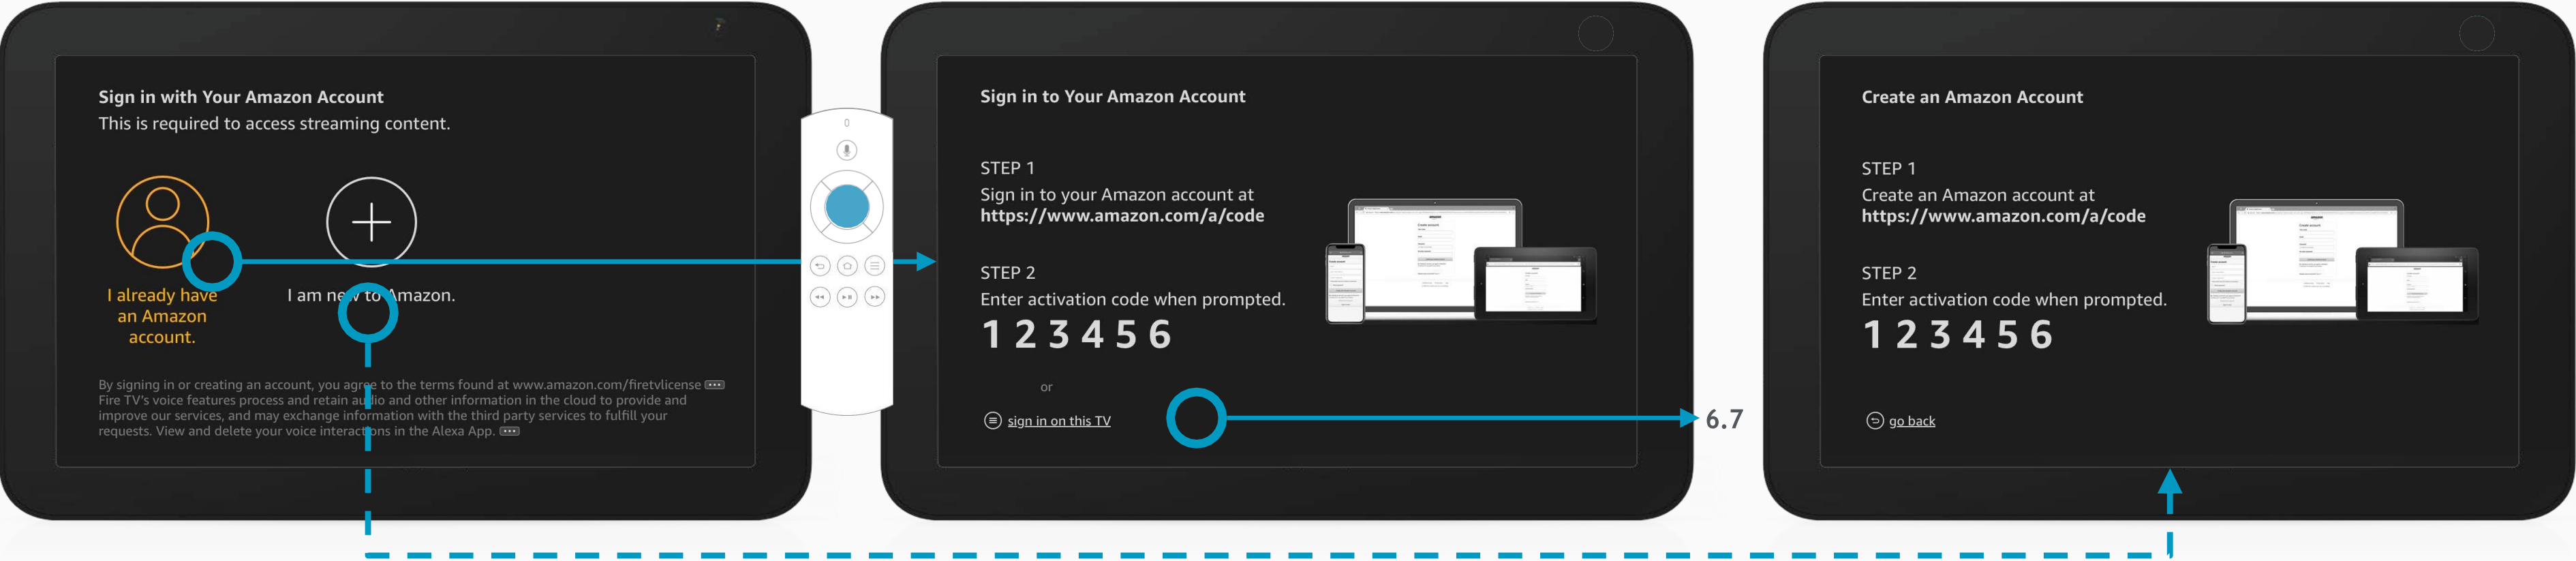 Sign in with Your Amazon Account
This is required to access streaming content.
I already have
an Amazon
account.
I am new to Amazon.
By signing in or creating an account, you agree to the terms found at www.amazon.com/firetvlicense
Fire TV's voice features process and retain audio and other information in the cloud to provide and
improve our services, and may exchange information with the third party services to fulfill your
requests. View and delete your voice interactions in the Alexa App.
Sign in to Your Amazon Account
STEP 1
Sign in to your Amazon account at
https://www.amazon.com/a/code
STEP 2
Enter activation code when prompted.
1 2 3 4 5 6
or
sign in on this TV
6.7
Create an Amazon Account
STEP 1
Create an Amazon account at
https://www.amazon.com/a/code
STEP 2
Enter activation code when prompted.
1 2 3 4 5 6
go back